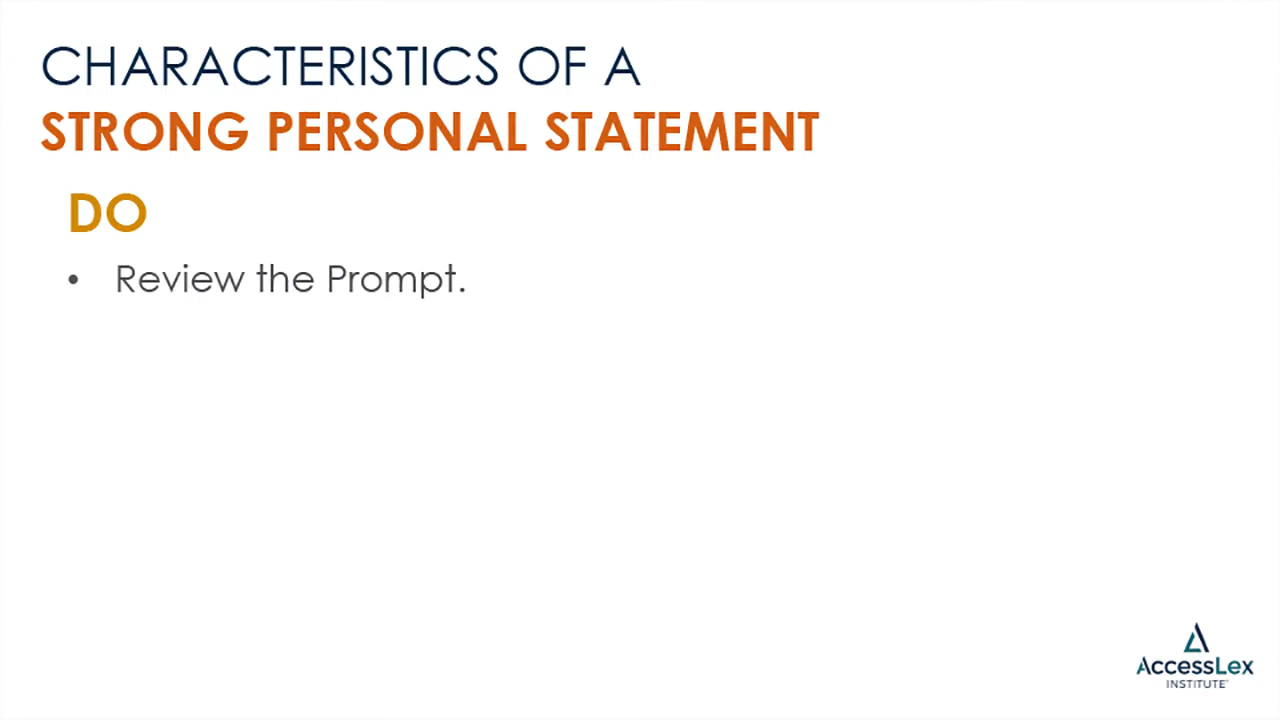 CHARACTERISTICS OF A
STRONG PERSONAL STATEMENT
DO
• Review the Prompt.
AccessLex
INSTITUTE